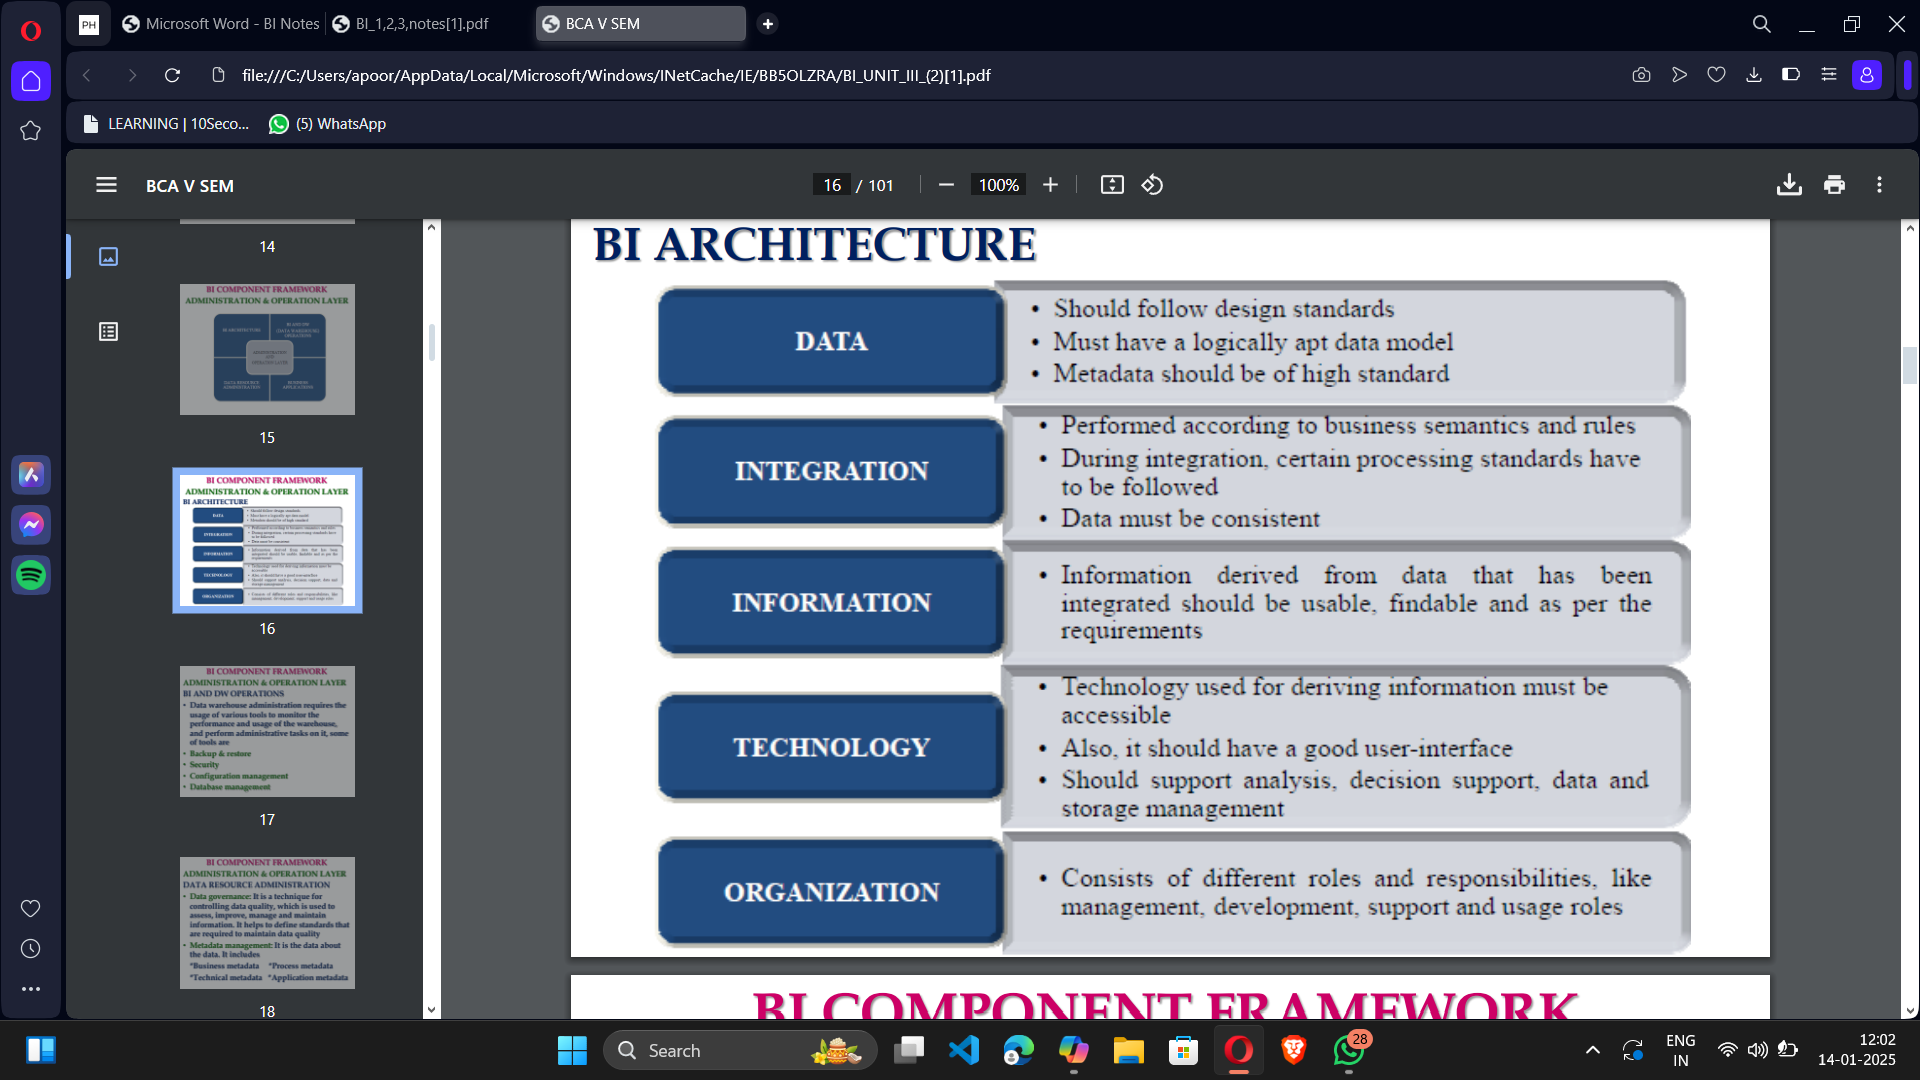 PH
Microsoft Word - BI Notes
BI_1,2,3,notes[1].pdf
BCA V SEM
file:///C:/Users/apoor/AppData/Local/Microsoft/Windows/INetCache/IE/BB5OLZRA/BI_UNIT_III_(2)[1].pdf
LEARNING | 10Seco...
(5) WhatsApp
BCA V SEM
16 / 101
100%
14
BI COMPONENT FRAMEWORK
ADMINISTRATION & OPERATION LAYER
15
BI COMPONENT FRAMEWORK
ADMINISTRATION & OPERATION LAYER
BI ARCHITECTURE
DATA
INTEGRATION
INFORMATION
TECHNOLOGY
ORGANIZATION
16
BI COMPONENT FRAMEWORK
ADMINISTRATION & OPERATION LAYER
BI AND DW OPERATIONS
• Data warehouse administration requires the
usage of various tools to monitor the
performance and usage of the warehouse,
and perform administrative tasks on it, some
of tools are
• Backup & restore
• Security
• Configuration management
• Database management
17
BI COMPONENT FRAMEWORK
ADMINISTRATION & OPERATION LAYER
DATA RESOURCE ADMINISTRATION
• Data governance: It is a technique for
controlling data quality, which is used to
assess, improve, manage and maintain
information. It helps to define standards that
are required to maintain data quality
• Metadata management: It is the data about
the data. It includes
*Business metadata *Process metadata
*Technical metadata *Application metadata
18
BI ARCHITECTURE
DATA
• Should follow design standards
• Must have a logically apt data model
• Metadata should be of high standard
INTEGRATION
• Performed according to business semantics and rules
• During integration, certain processing standards have
to be followed
• Data must be consistent
INFORMATION
• Information derived from data that has been
integrated should be usable, findable and as per the
requirements
TECHNOLOGY
• Technology used for deriving information must be
accessible
• Also, it should have a good user-interface
• Should support analysis, decision support, data and
storage management
ORGANIZATION
• Consists of different roles and responsibilities, like
management, development, support and usage roles
BI COMPONENT FRAMEWORK
Search
28
ENG
IN
12:02
14-01-2025